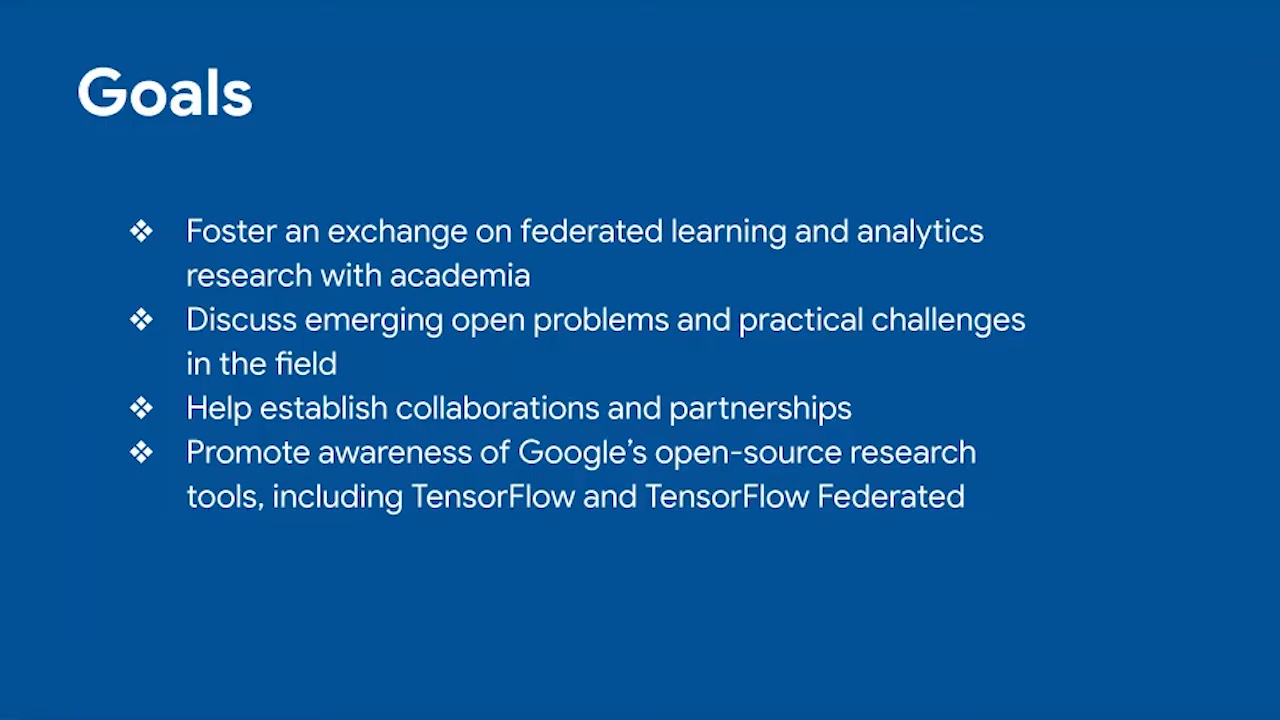 Goals
❖ Foster an exchange on federated learning and analytics
research with academia
❖ Discuss emerging open problems and practical challenges
in the field
❖ Help establish collaborations and partnerships
❖ Promote awareness of Google’s open-source research
tools, including TensorFlow and TensorFlow Federated